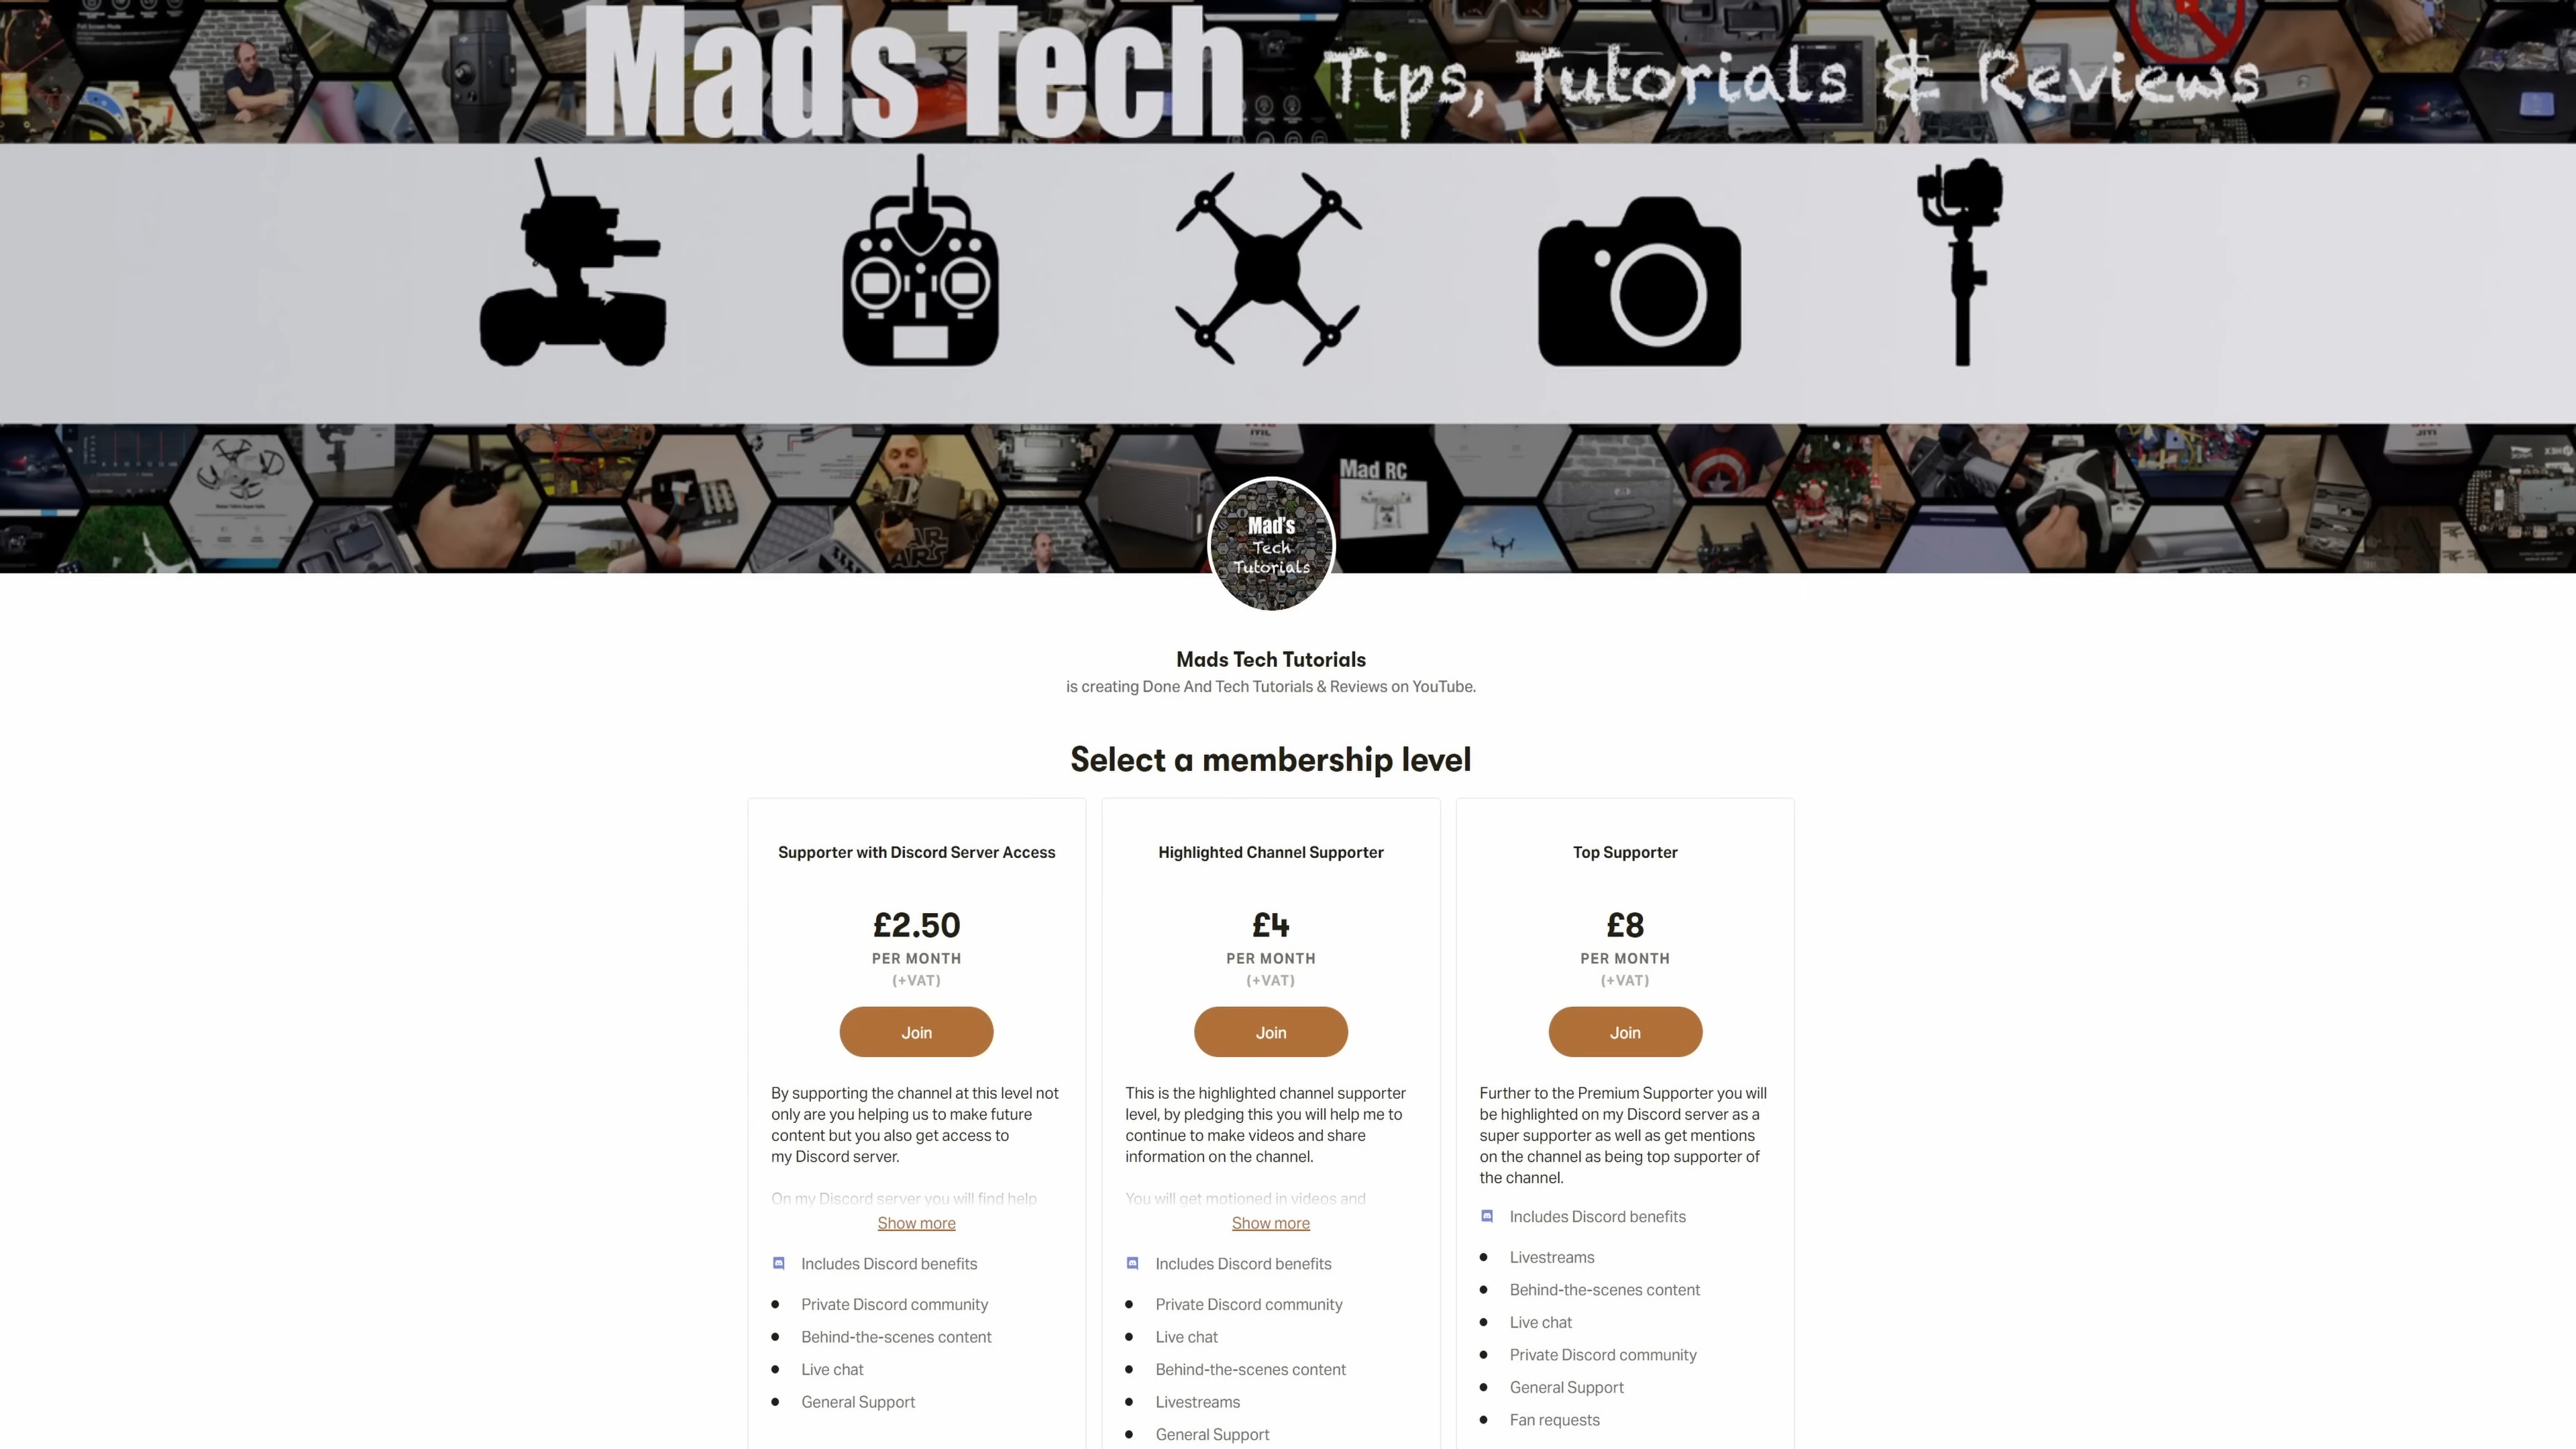 Mads Tech
Tips, Tutorials & Reviews
Mad RC
Mad's
Tech
Tutorials
Mads Tech Tutorials
is creating Done And Tech Tutorials & Reviews on YouTube.
Select a membership level
Supporter with Discord Server Access
£2.50
PER MONTH
(+VAT)
Join
By supporting the channel at this level not
only are you helping us to make future
content but you also get access to
my Discord server.
On my Discord server you will find help
Show more
Includes Discord benefits
Private Discord community
Behind-the-scenes content
Live chat
General Support
Highlighted Channel Supporter
£4
PER MONTH
(+VAT)
Join
This is the highlighted channel supporter
level, by pledging this you will help me to
continue to make videos and share
information on the channel.
You will get motioned in videos and
Show more
Includes Discord benefits
Private Discord community
Live chat
Behind-the-scenes content
Livestreams
General Support
Top Supporter
£8
PER MONTH
(+VAT)
Join
Further to the Premium Supporter you will
be highlighted on my Discord server as a
super supporter as well as get mentions
on the channel as being top supporter of
the channel.
Includes Discord benefits
Livestreams
Behind-the-scenes content
Live chat
Private Discord community
General Support
Fan requests